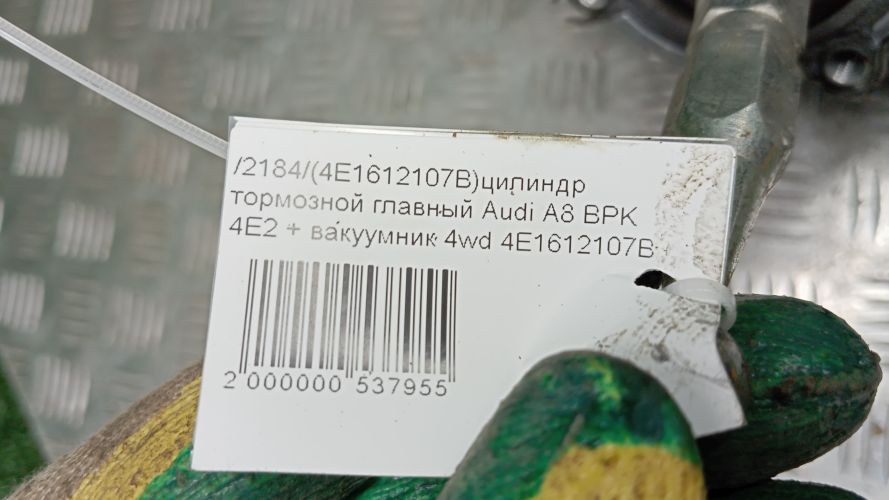 /2184/(4E1612107B)цилиндр
тормозной главный Audi A8 BPK
4E2 + вакуумник 4wd 4E1612107B
2 000000 537955